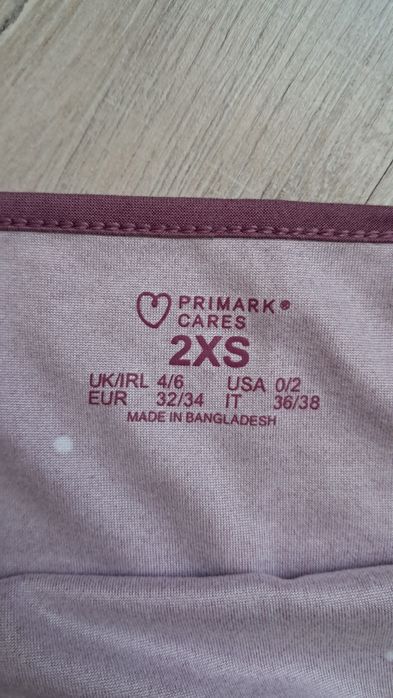 PRIMARK®
CARES
2XS
UK/IRL 4/6 USA 0/2
EUR 32/34 IT 36/38
MADE IN BANGLADESH